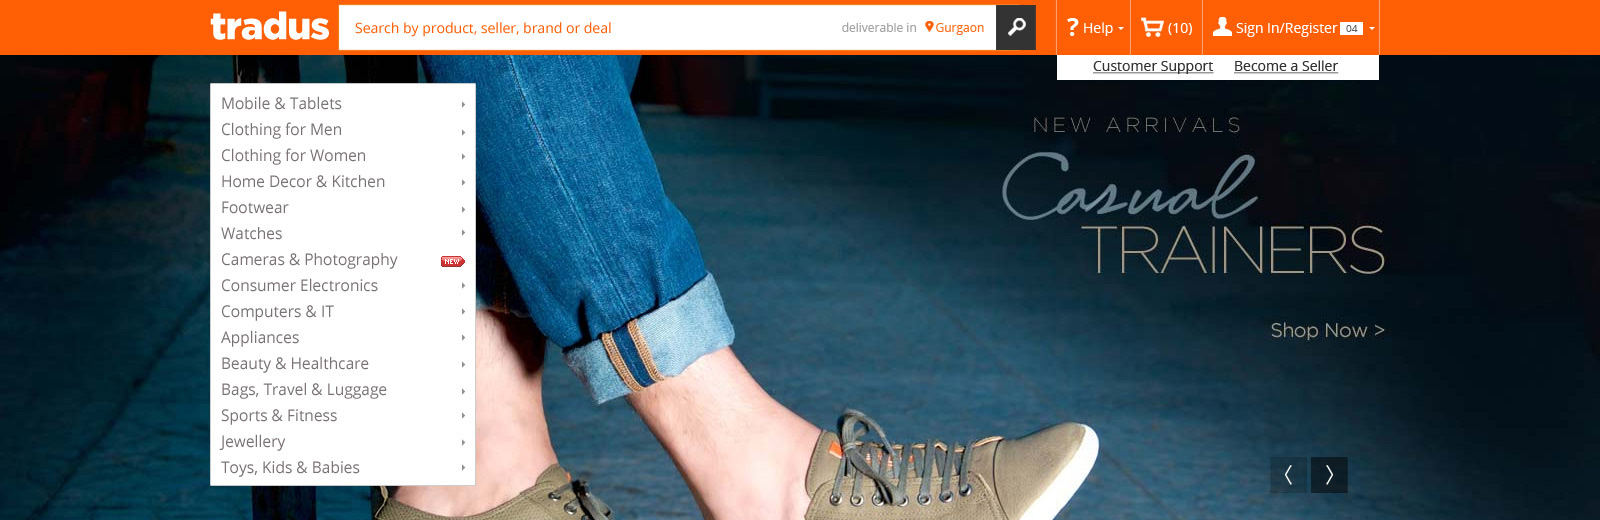 tradus
Search by product, seller, brand or deal
deliverable in Gurgaon
? Help
(10)
Sign In/Register 04
Customer Support Become a Seller
Mobile & Tablets
Clothing for Men
Clothing for Women
Home Decor & Kitchen
Footwear
Watches
Cameras & Photography NEW
Consumer Electronics
Computers & IT
Appliances
Beauty & Healthcare
Bags, Travel & Luggage
Sports & Fitness
Jewellery
Toys, Kids & Babies
NEW ARRIVALS
Casual
TRAINERS
Shop Now >